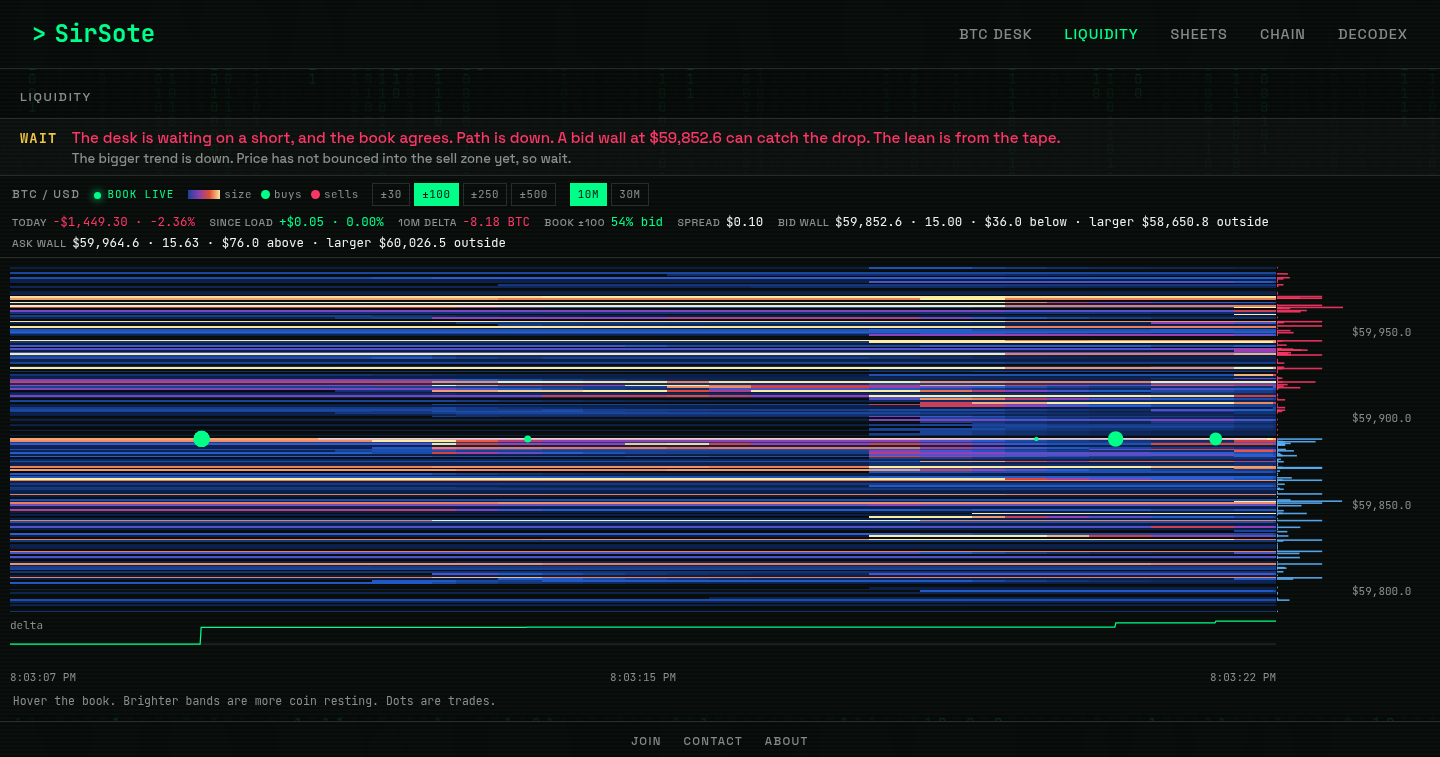 > SirSote
BTC DESK LIQUIDITY SHEETS CHAIN DECODEX
LIQUIDITY
WAIT The desk is waiting on a short, and the book agrees. Path is down. A bid wall at $59,852.6 can catch the drop. The lean is from the tape.
The bigger trend is down. Price has not bounced into the sell zone yet, so wait.
BTC / USD BOOK LIVE size buys sells ±30 ±100 ±250 ±500 10M 30M
TODAY -$1,449.30 · -2.36% SINCE LOAD +$0.05 · 0.00% 10M DELTA -8.18 BTC BOOK ±100 54% bid SPREAD $0.10 BID WALL $59,852.6 · 15.00 · $36.0 below · larger $58,650.8 outside
ASK WALL $59,964.6 · 15.63 · $76.0 above · larger $60,026.5 outside
$59,950.0
$59,900.0
$59,850.0
$59,800.0
delta
8:03:07 PM 8:03:15 PM 8:03:22 PM
Hover the book. Brighter bands are more coin resting. Dots are trades.
JOIN CONTACT ABOUT